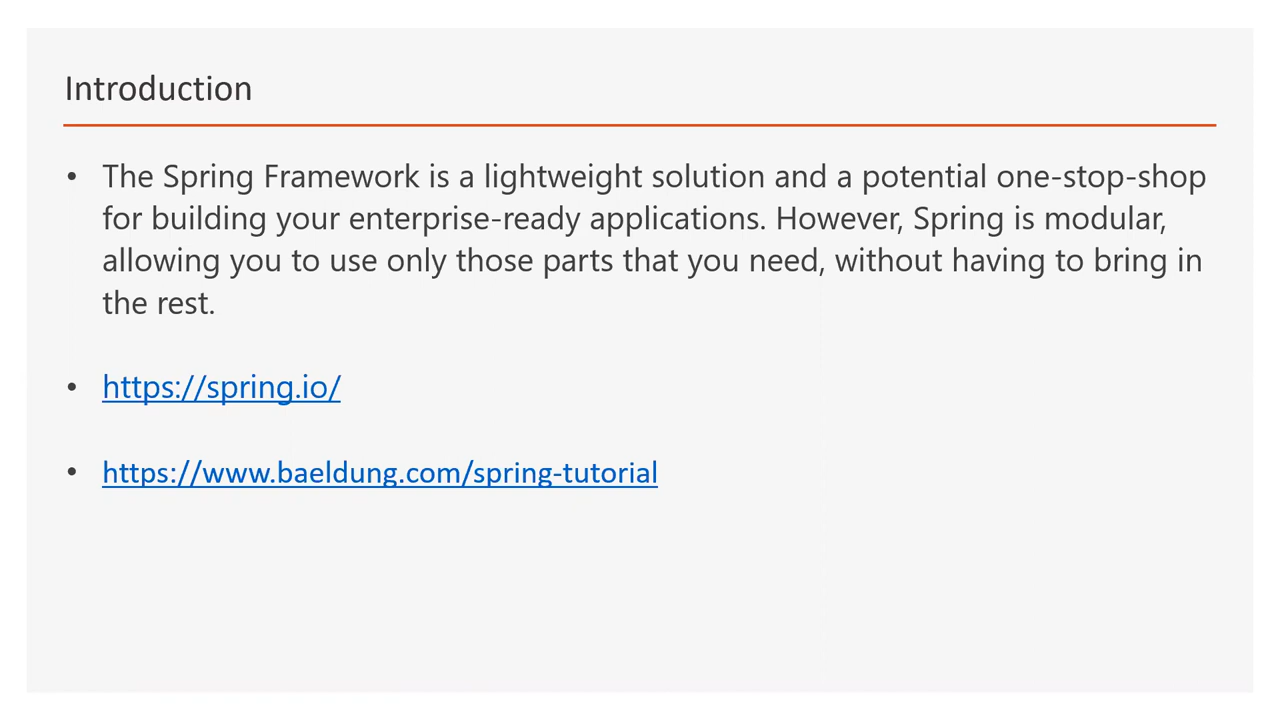 Introduction
• The Spring Framework is a lightweight solution and a potential one-stop-shop
for building your enterprise-ready applications. However, Spring is modular,
allowing you to use only those parts that you need, without having to bring in
the rest.
• https://spring.io/
• https://www.baeldung.com/spring-tutorial